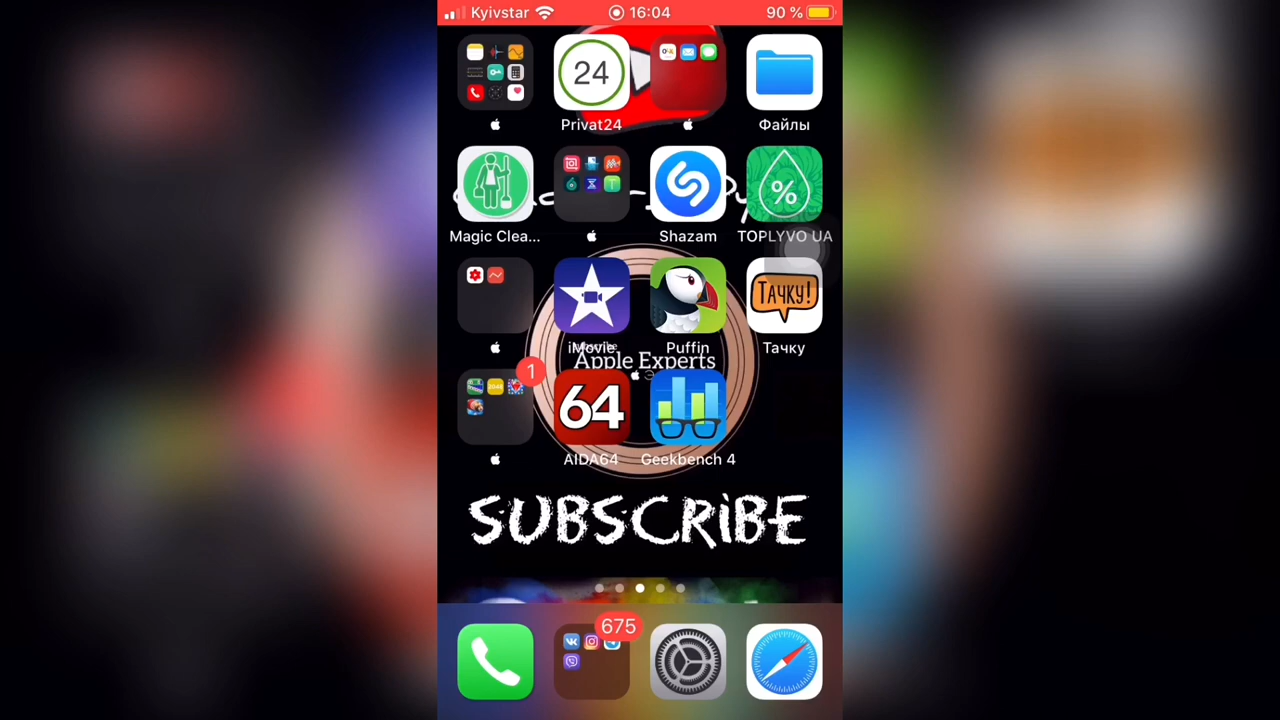 Kyivstar 16:04 90 %
24
Privat24 Файлы
%
Magic Clea... Shazam TOPLYVO UA
ТАЧКУ!
iMovie Puffin Тачку
Apple Experts
1
64
AIDA64 Geekbench 4
SUBSCRiBE
675